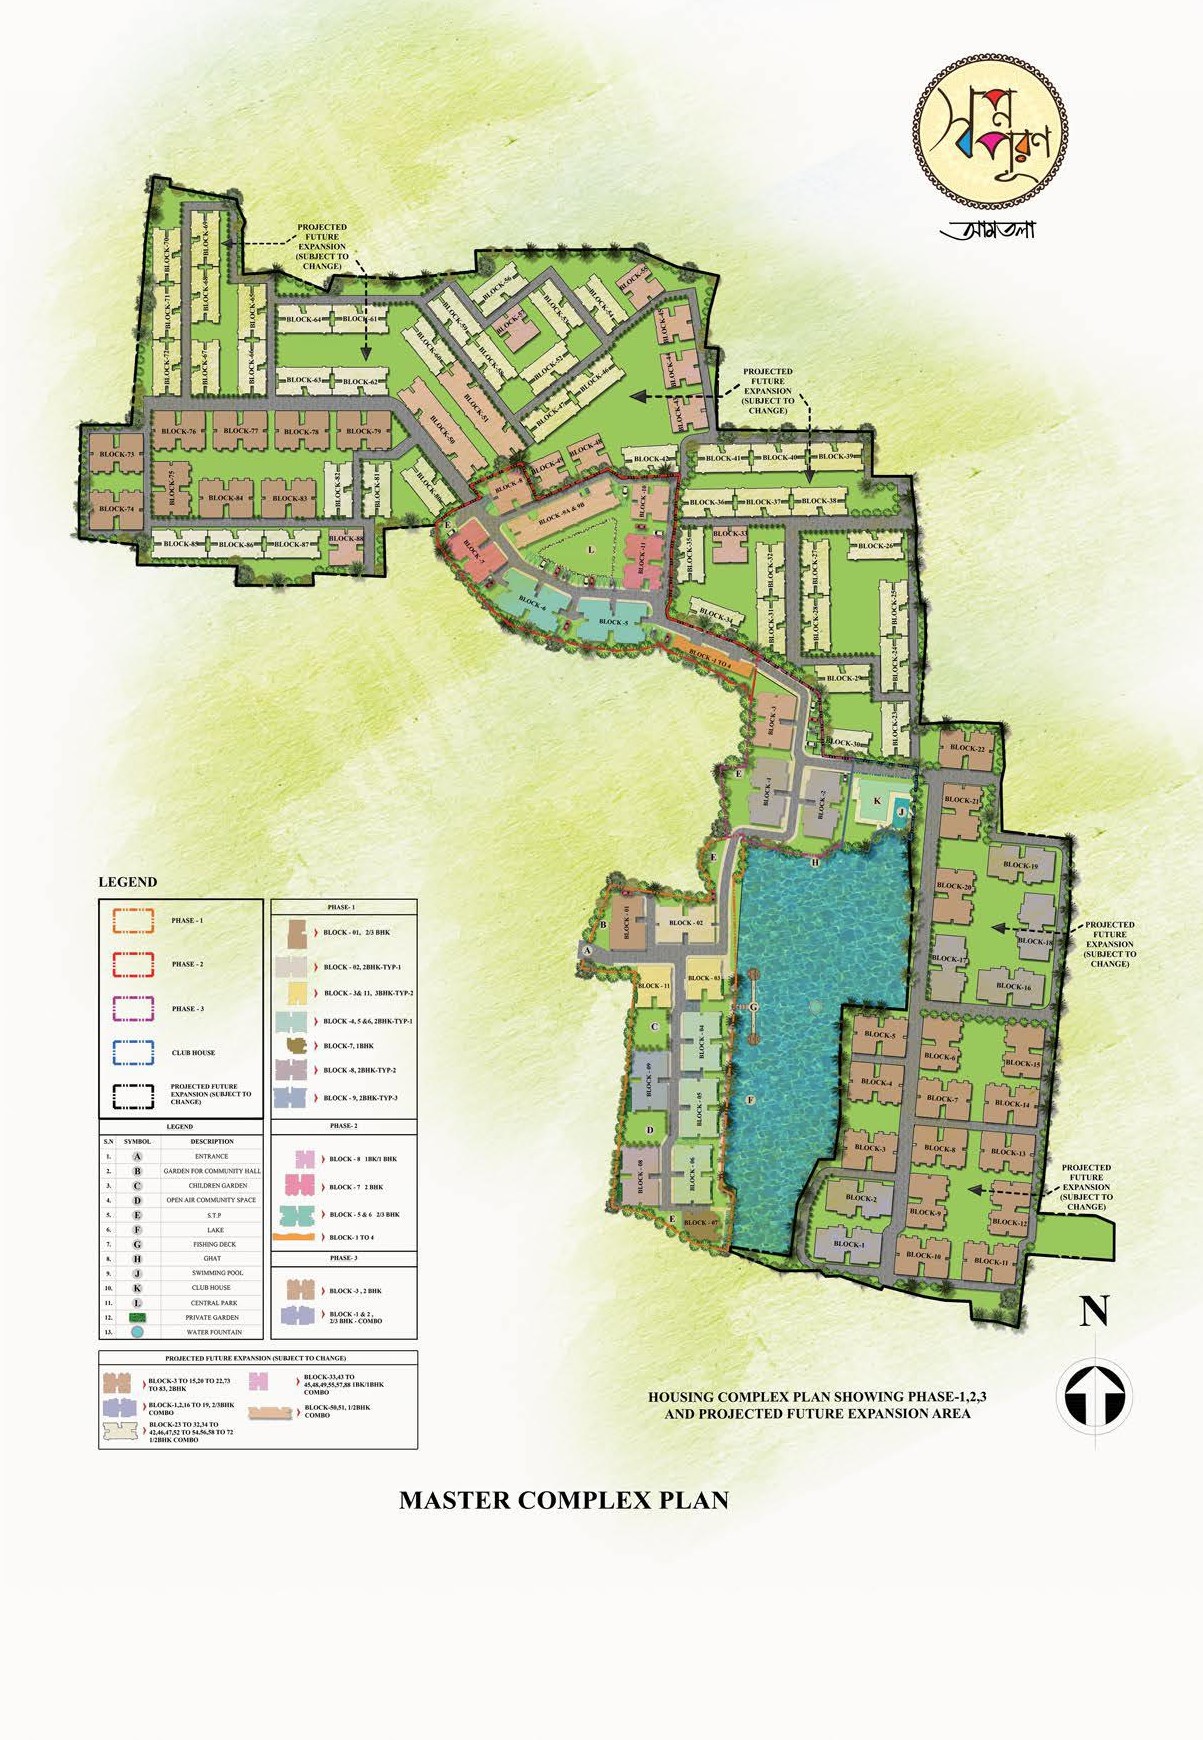 স্বপ্ন
পূরণ
আমতলা
PROJECTED
FUTURE
EXPANSION
(SUBJECT TO
CHANGE)
BLOCK-69
BLOCK-70
BLOCK-68
BLOCK-71
BLOCK-65
BLOCK-72
BLOCK-67
BLOCK-66
BLOCK-64
BLOCK-61
BLOCK-63
BLOCK-62
BLOCK-56
BLOCK-55
BLOCK-59
BLOCK-57
BLOCK-53
BLOCK-54
BLOCK-45
BLOCK-60
BLOCK-58
BLOCK-52
BLOCK-44
BLOCK-46
BLOCK-47
BLOCK-43
BLOCK-51
BLOCK-50
PROJECTED
FUTURE
EXPANSION
(SUBJECT TO
CHANGE)
BLOCK-76
BLOCK-77
BLOCK-78
BLOCK-79
BLOCK-73
BLOCK-75
BLOCK-84
BLOCK-83
BLOCK-82
BLOCK-81
BLOCK-80
BLOCK-74
BLOCK-89
BLOCK-86
BLOCK-87
BLOCK-88
BLOCK-49
BLOCK-48
BLOCK-42
BLOCK-41
BLOCK-40
BLOCK-39
BLOCK-36
BLOCK-37
BLOCK-38
BLOCK - 8
BLOCK -9A & 9B
BLOCK -10
BLOCK -11
E
L
BLOCK - 7
BLOCK - 6
BLOCK - 5
BLOCK -1 TO 4
BLOCK-35
BLOCK-33
BLOCK-32
BLOCK-27
BLOCK-26
BLOCK-31
BLOCK-28
BLOCK-25
BLOCK-34
BLOCK-24
BLOCK-29
BLOCK-23
BLOCK-30
BLOCK - 3
BLOCK -1
BLOCK -2
E
K
J
H
E
BLOCK-22
BLOCK-21
BLOCK-19
BLOCK-20
BLOCK-18
BLOCK-17
BLOCK-16
PROJECTED
FUTURE
EXPANSION
(SUBJECT TO
CHANGE)
BLOCK - 01
BLOCK - 02
B
A
BLOCK - 11
BLOCK - 03
G
C
BLOCK - 04
BLOCK - 09
BLOCK - 05
F
D
BLOCK - 08
BLOCK - 06
E
BLOCK - 07
BLOCK-5
BLOCK-6
BLOCK-15
BLOCK-4
BLOCK-7
BLOCK-14
BLOCK-3
BLOCK-8
BLOCK-13
BLOCK-2
BLOCK-9
BLOCK-12
BLOCK-1
BLOCK-10
BLOCK-11
PROJECTED
FUTURE
EXPANSION
(SUBJECT TO
CHANGE)
LEGEND
PHASE - 1
PHASE - 2
PHASE - 3
CLUB HOUSE
PROJECTED FUTURE
EXPANSION (SUBJECT TO
CHANGE)
LEGEND
S.N SYMBOL DESCRIPTION
1. A ENTRANCE
2. B GARDEN FOR COMMUNITY HALL
3. C CHILDREN GARDEN
4. D OPEN AIR COMMUNITY SPACE
5. E S.T.P
6. F LAKE
7. G FISHING DECK
8. H GHAT
9. J SWIMMING POOL
10. K CLUB HOUSE
11. L CENTRAL PARK
12. PRIVATE GARDEN
13. WATER FOUNTAIN
PHASE- 1
BLOCK - 01, 2/3 BHK
BLOCK - 02, 2BHK-TYP-1
BLOCK - 3& 11, 3BHK-TYP-2
BLOCK -4, 5 &6, 2BHK-TYP-1
BLOCK-7, 1BHK
BLOCK -8, 2BHK-TYP-2
BLOCK - 9, 2BHK-TYP-3
PHASE- 2
BLOCK - 8 1BK/1 BHK
BLOCK - 7 2 BHK
BLOCK - 5 & 6 2/3 BHK
BLOCK- 1 TO 4
PHASE- 3
BLOCK -3 , 2 BHK
BLOCK -1 & 2 ,
2/3 BHK - COMBO
PROJECTED FUTURE EXPANSION (SUBJECT TO CHANGE)
BLOCK-3 TO 15,20 TO 22,73
TO 83, 2BHK
BLOCK-1,2,16 TO 19, 2/3BHK
COMBO
BLOCK-23 TO 32,34 TO
42,46,47,52 TO 54,56,58 TO 72
1/2BHK COMBO
BLOCK-33,43 TO
45,48,49,55,57,88 1BK/1BHK
COMBO
BLOCK-50,51, 1/2BHK
COMBO
N
HOUSING COMPLEX PLAN SHOWING PHASE-1,2,3
AND PROJECTED FUTURE EXPANSION AREA
MASTER COMPLEX PLAN